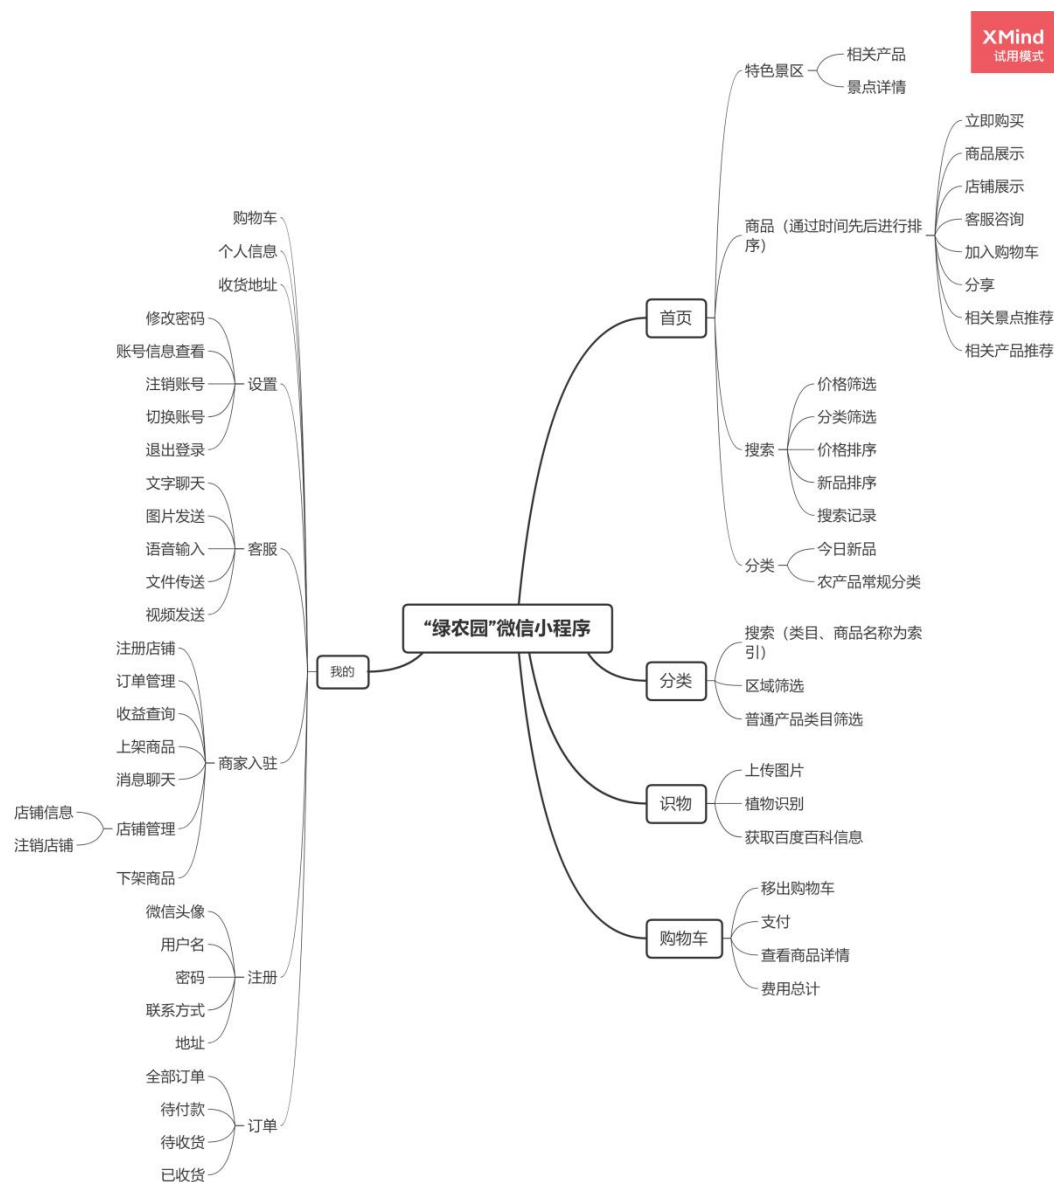 XMind
试用模式
特色景区
相关产品
景点详情
商品（通过时间先后进行排
序）
立即购买
商品展示
店铺展示
客服咨询
加入购物车
分享
相关景点推荐
相关产品推荐
首页
搜索
价格筛选
分类筛选
价格排序
新品排序
搜索记录
分类
今日新品
农产品常规分类
“绿农园”微信小程序
分类
搜索（类目、商品名称为索
引）
区域筛选
普通产品类目筛选
识物
上传图片
植物识别
获取百度百科信息
购物车
移出购物车
支付
查看商品详情
费用总计
我的
购物车
个人信息
收货地址
设置
修改密码
账号信息查看
注销账号
切换账号
退出登录
客服
文字聊天
图片发送
语音输入
文件传送
视频发送
商家入驻
注册店铺
订单管理
收益查询
上架商品
消息聊天
店铺管理
店铺信息
注销店铺
下架商品
注册
微信头像
用户名
密码
联系方式
地址
订单
全部订单
待付款
待收货
已收货